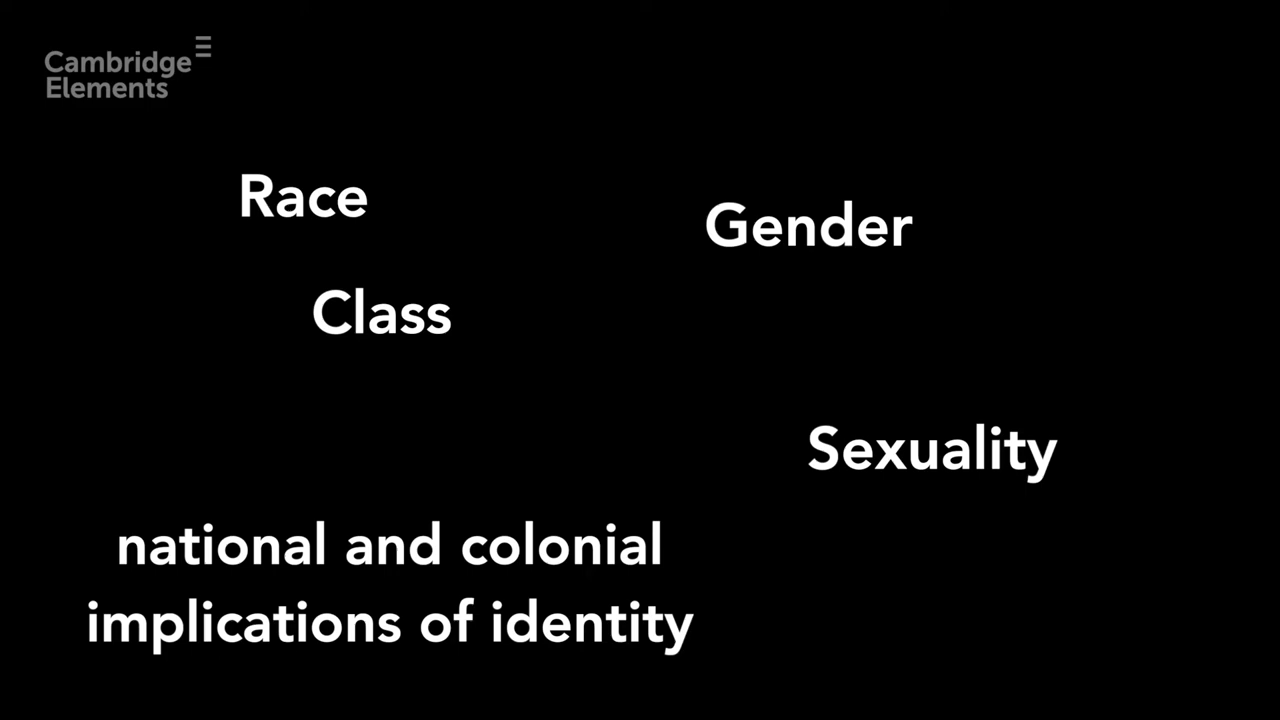 Cambridge
Elements
Race
Gender
Class
Sexuality
national and colonial
implications of identity